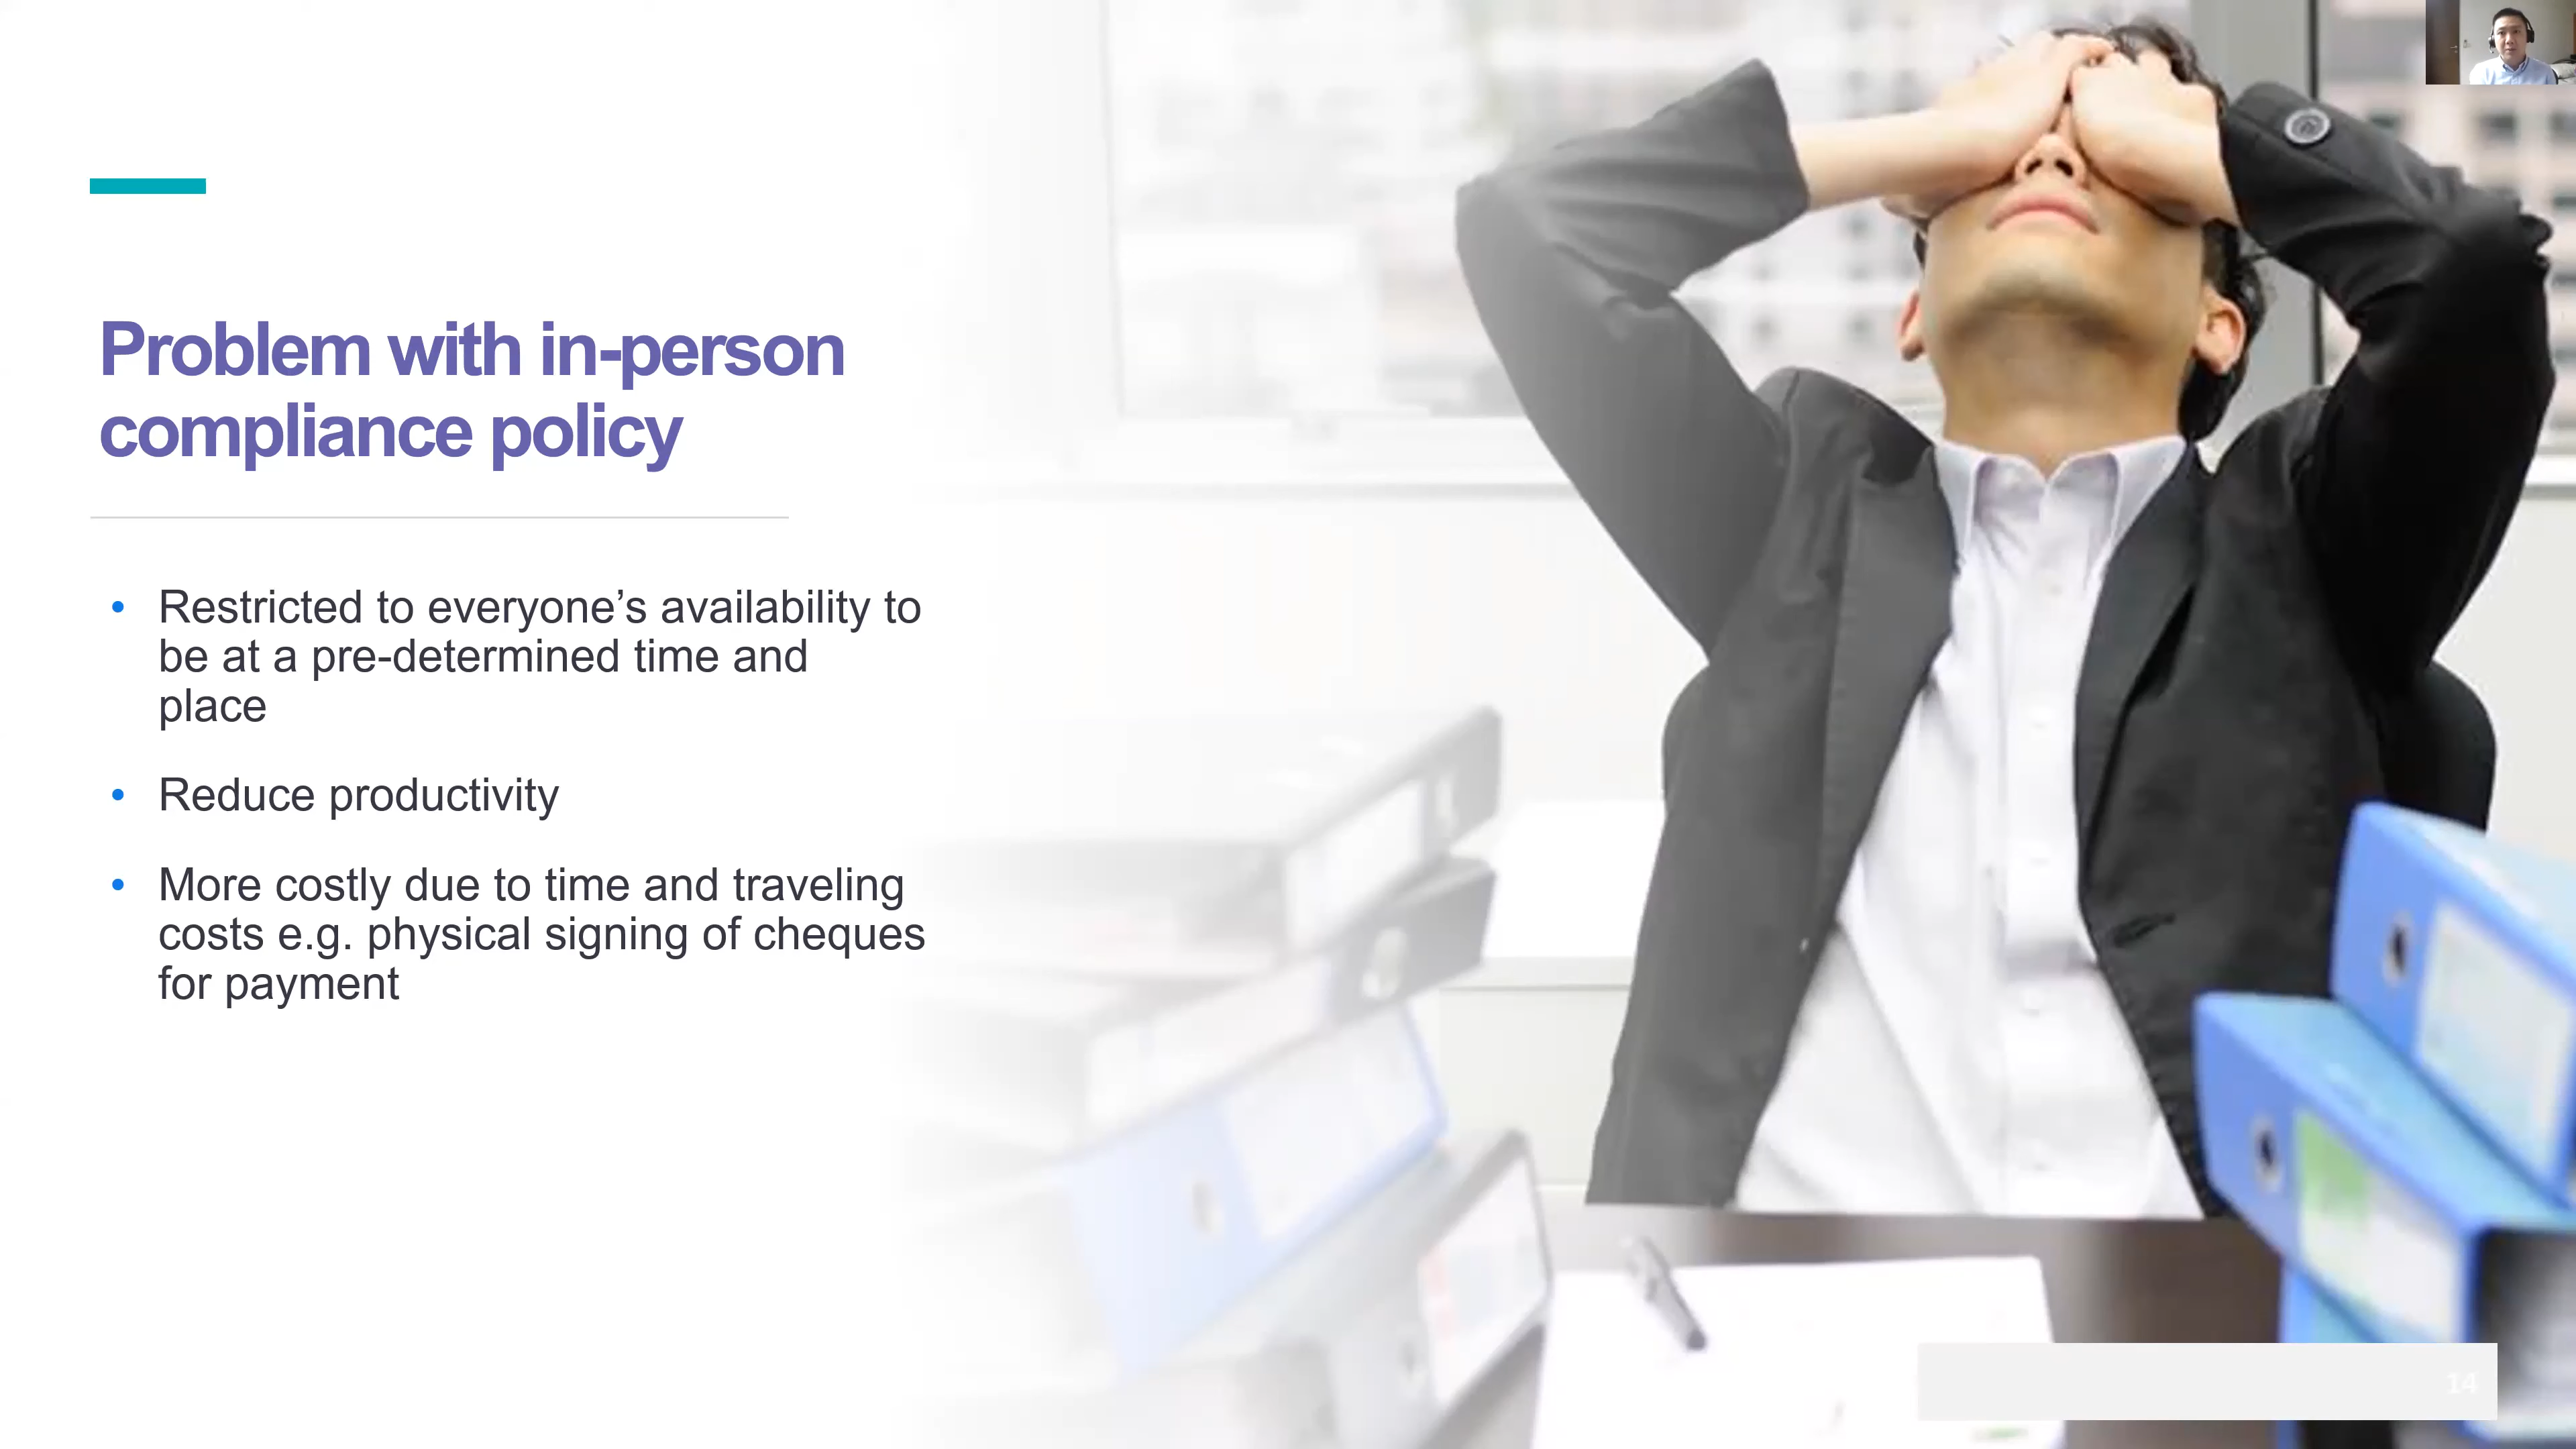 Problem with in-person
compliance policy
• Restricted to everyone’s availability to
be at a pre-determined time and
place
• Reduce productivity
• More costly due to time and traveling
costs e.g. physical signing of cheques
for payment
14